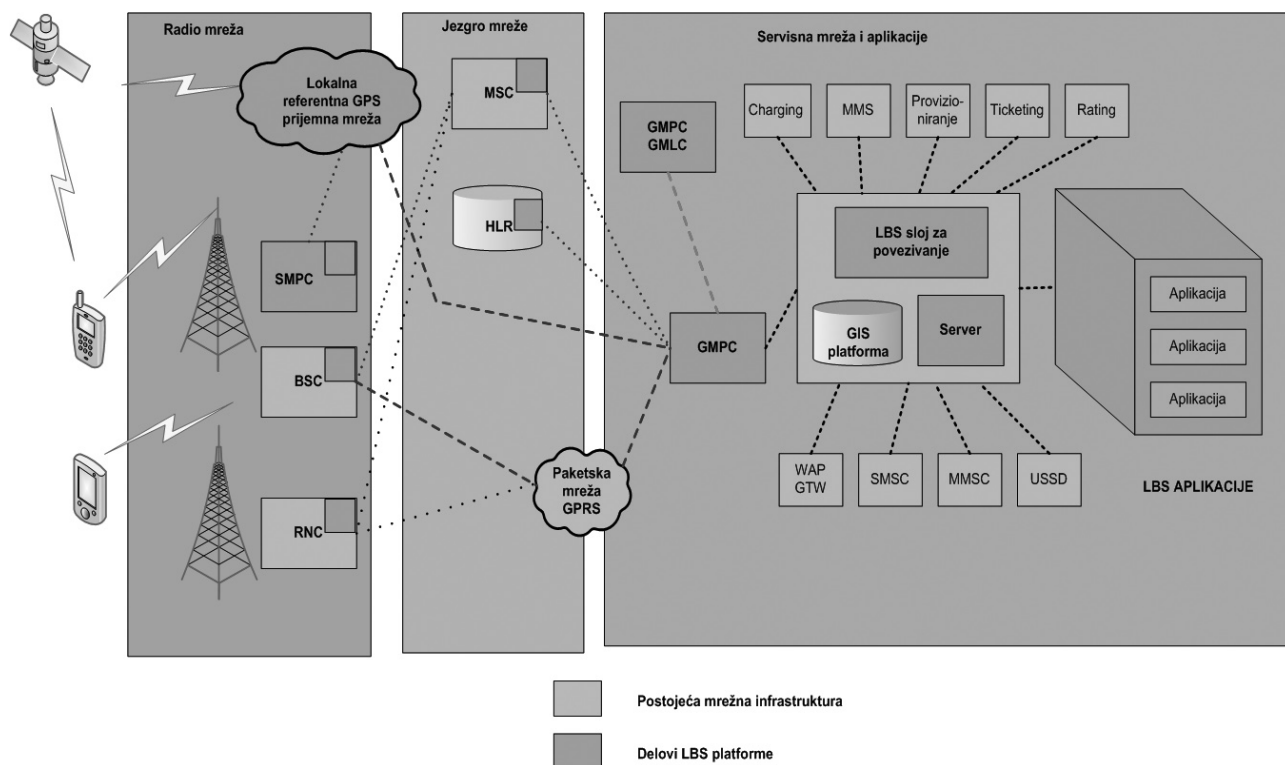 Radio mreža
Jezgro mreže
Servisna mreža i aplikacije
Lokalna
referentna GPS
prijemna mreža
MSC
HLR
SMPC
BSC
RNC
Paketska
mreža
GPRS
GMPC
GMLC
GMPC
Charging
MMS
Provizio-
niranje
Ticketing
Rating
LBS sloj za
povezivanje
GIS
platforma
Server
Aplikacija
Aplikacija
Aplikacija
WAP
GTW
SMSC
MMSC
USSD
LBS APLIKACIJE
Postojeća mrežna infrastruktura
Delovi LBS platforme